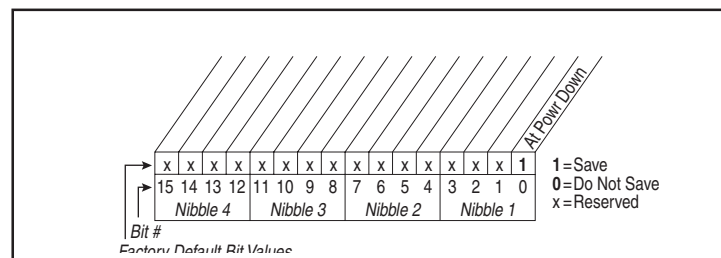 At Powr Down
x x x x x x x x x x x x x x x 1
1=Save
15 14 13 12 11 10 9 8 7 6 5 4 3 2 1 0
0=Do Not Save
Nibble 4 Nibble 3 Nibble 2 Nibble 1
x=Reserved
Bit #
Factory Default Bit Values